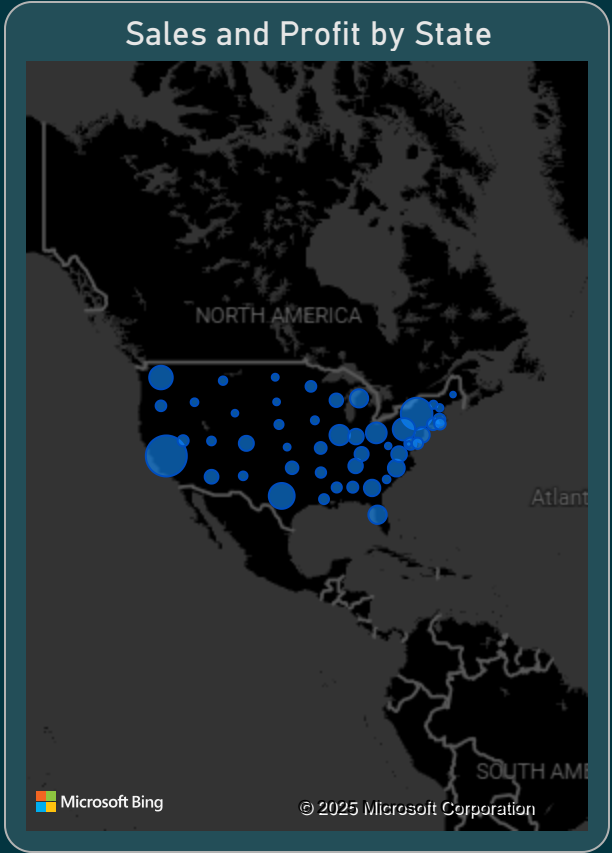 Sales and Profit by State
NORTH AMERICA
Atlant
SOUTH AME
Microsoft Bing
© 2025 Microsoft Corporation